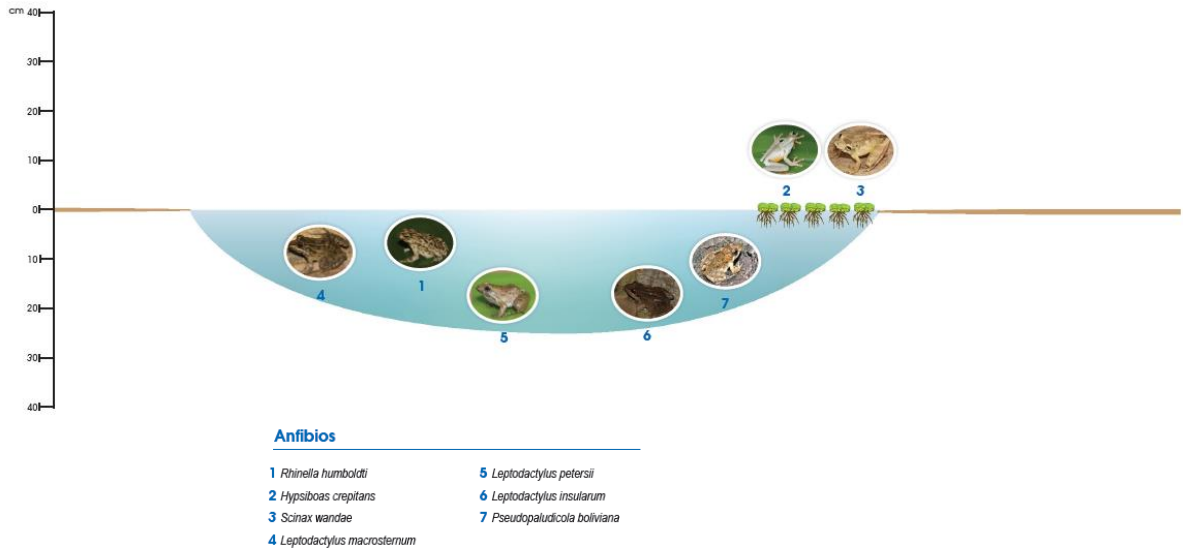 cm 40
30
20
10
0
10
20
30
40
2 3
4 1 5 6 7
Anfibios
1 Rhinella humboldti
2 Hypsiboas crepitans
3 Scinax wandae
4 Leptodactylus macrosternum
5 Leptodactylus petersii
6 Leptodactylus insularum
7 Pseudopaludicola boliviana